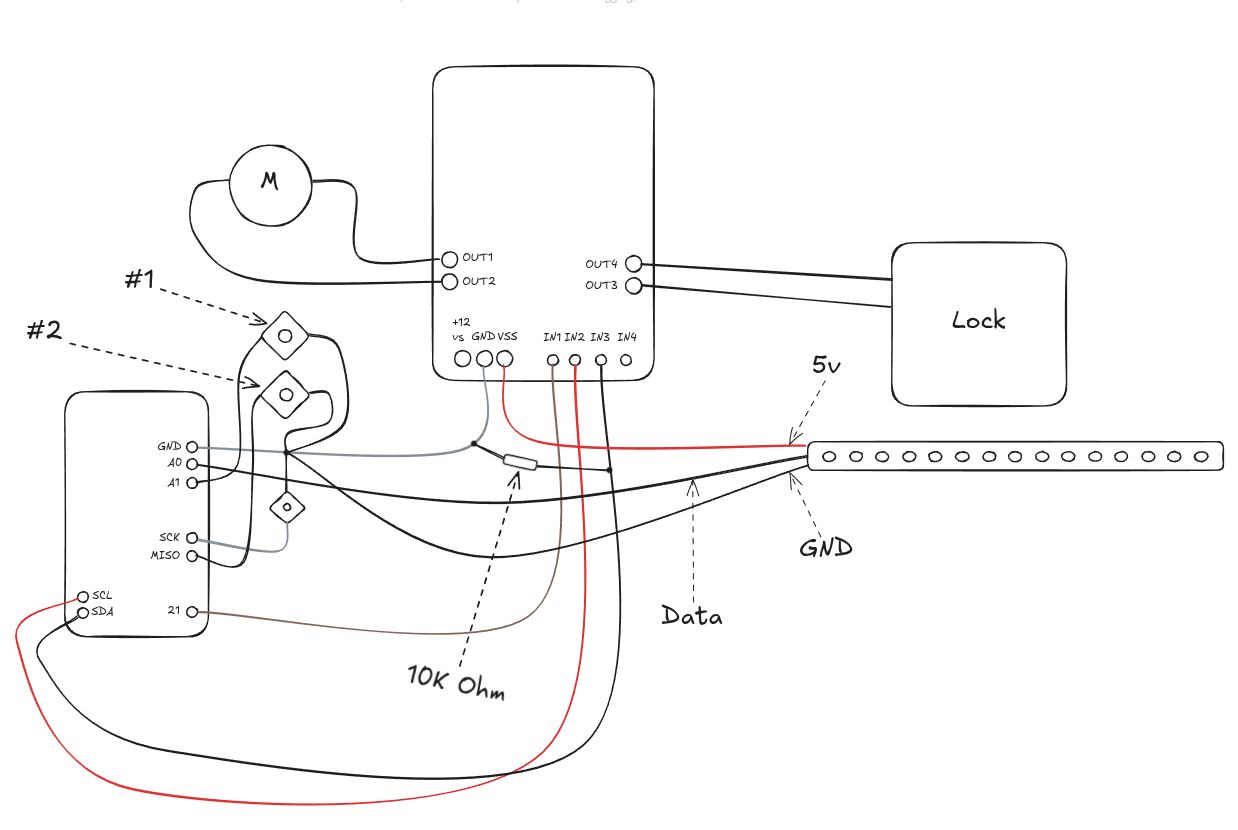 M
OUT1
OUT2
OUT4
OUT3
Lock
#1
#2
+12
vs GND VSS IN1 IN2 IN3 IN4
5v
GND
A0
A1
SCK
MISO
SCL
SDA
21
GND
Data
10K Ohm